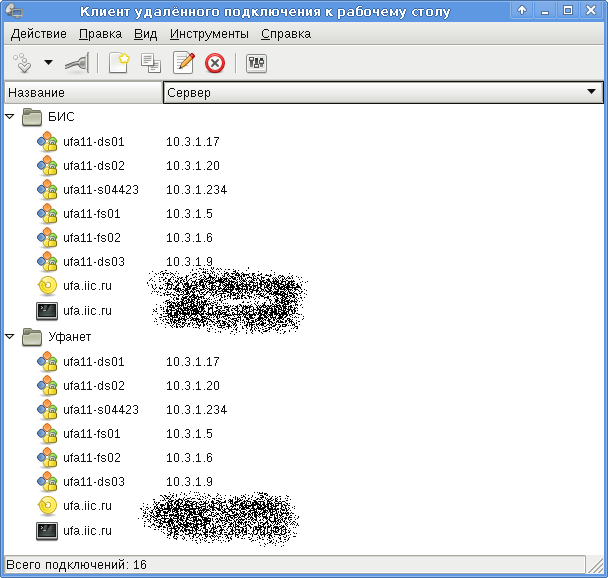 Клиент удалённого подключения к рабочему столу
Действие Правка Вид Инструменты Справка
Название Сервер
БИС
ufa11-ds01 10.3.1.17
ufa11-ds02 10.3.1.20
ufa11-s04423 10.3.1.234
ufa11-fs01 10.3.1.5
ufa11-fs02 10.3.1.6
ufa11-ds03 10.3.1.9
ufa.iic.ru
ufa.iic.ru
Уфанет
ufa11-ds01 10.3.1.17
ufa11-ds02 10.3.1.20
ufa11-s04423 10.3.1.234
ufa11-fs01 10.3.1.5
ufa11-fs02 10.3.1.6
ufa11-ds03 10.3.1.9
ufa.iic.ru
ufa.iic.ru
Всего подключений: 16